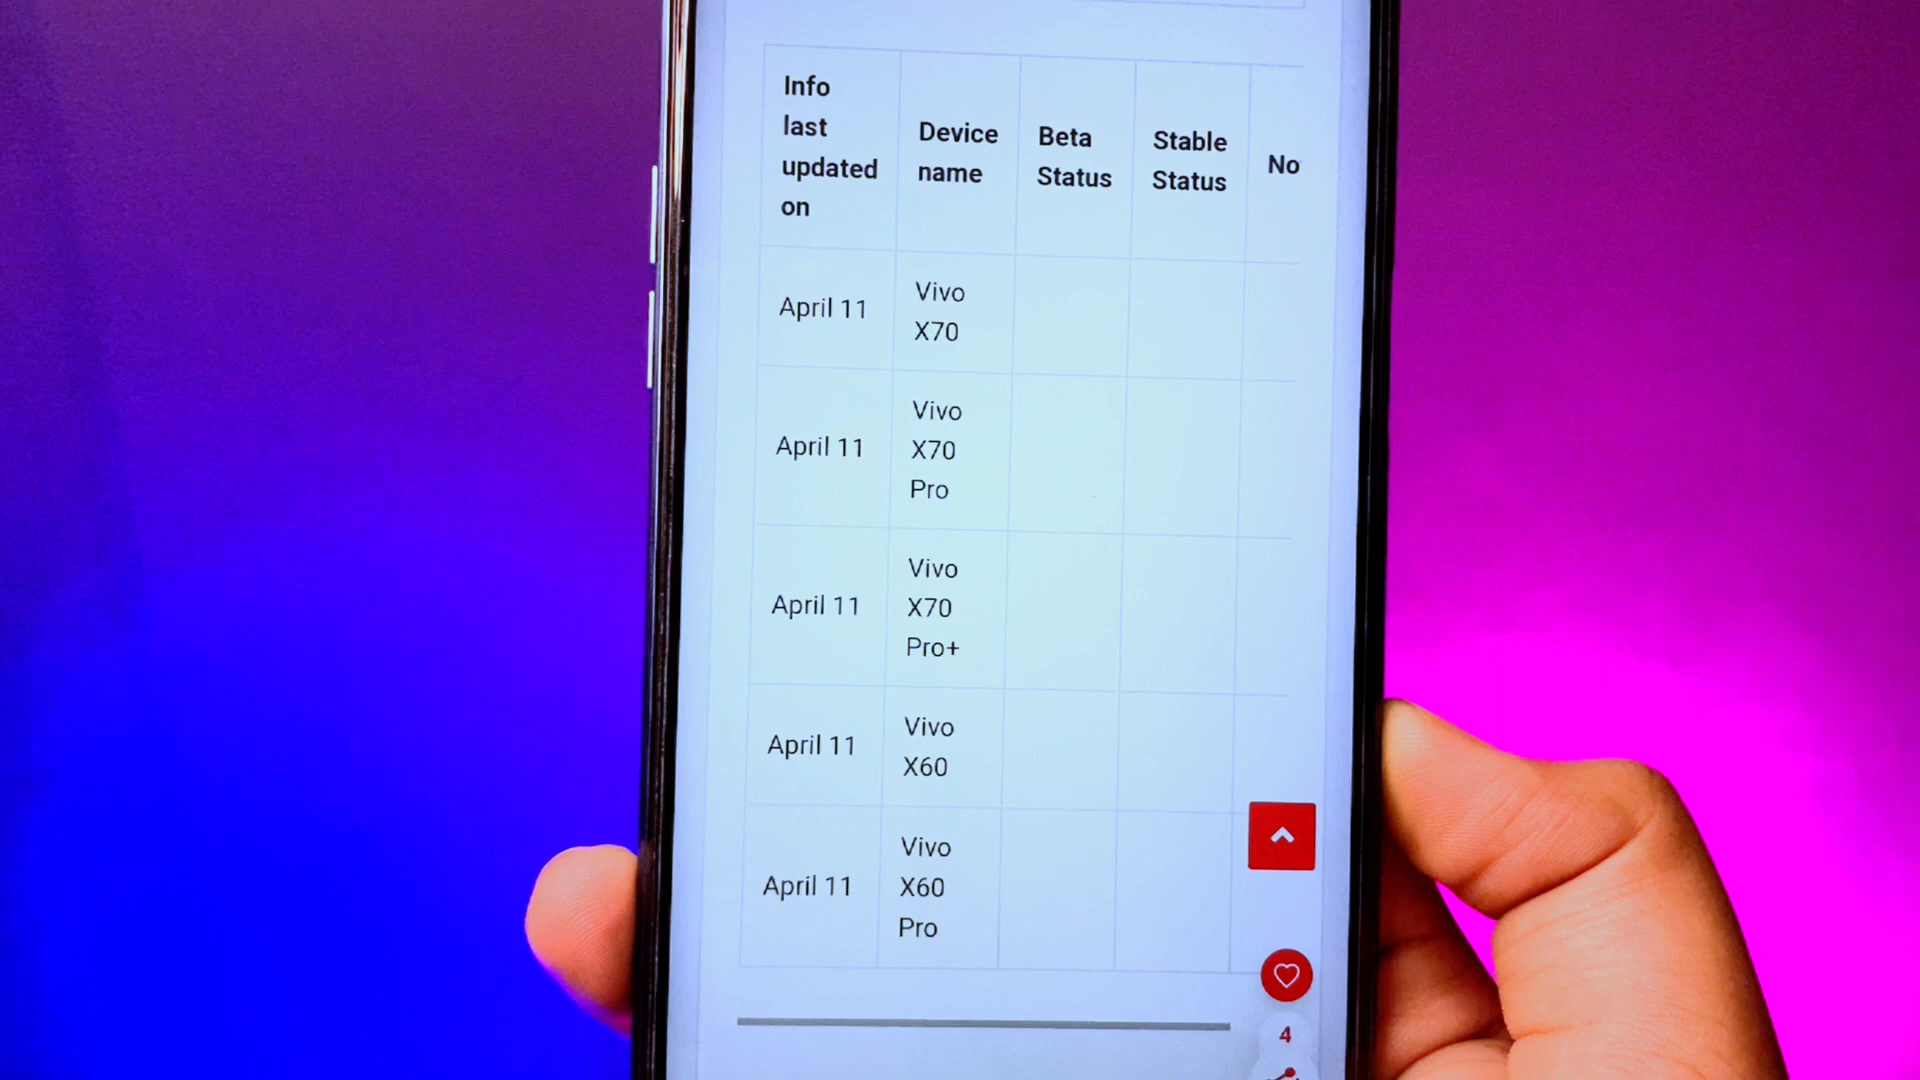 Info
last
updated
on
Device
name
Beta
Status
Stable
Status
No
April 11
Vivo
X70
April 11
Vivo
X70
Pro
April 11
Vivo
X70
Pro+
April 11
Vivo
X60
April 11
Vivo
X60
Pro
4